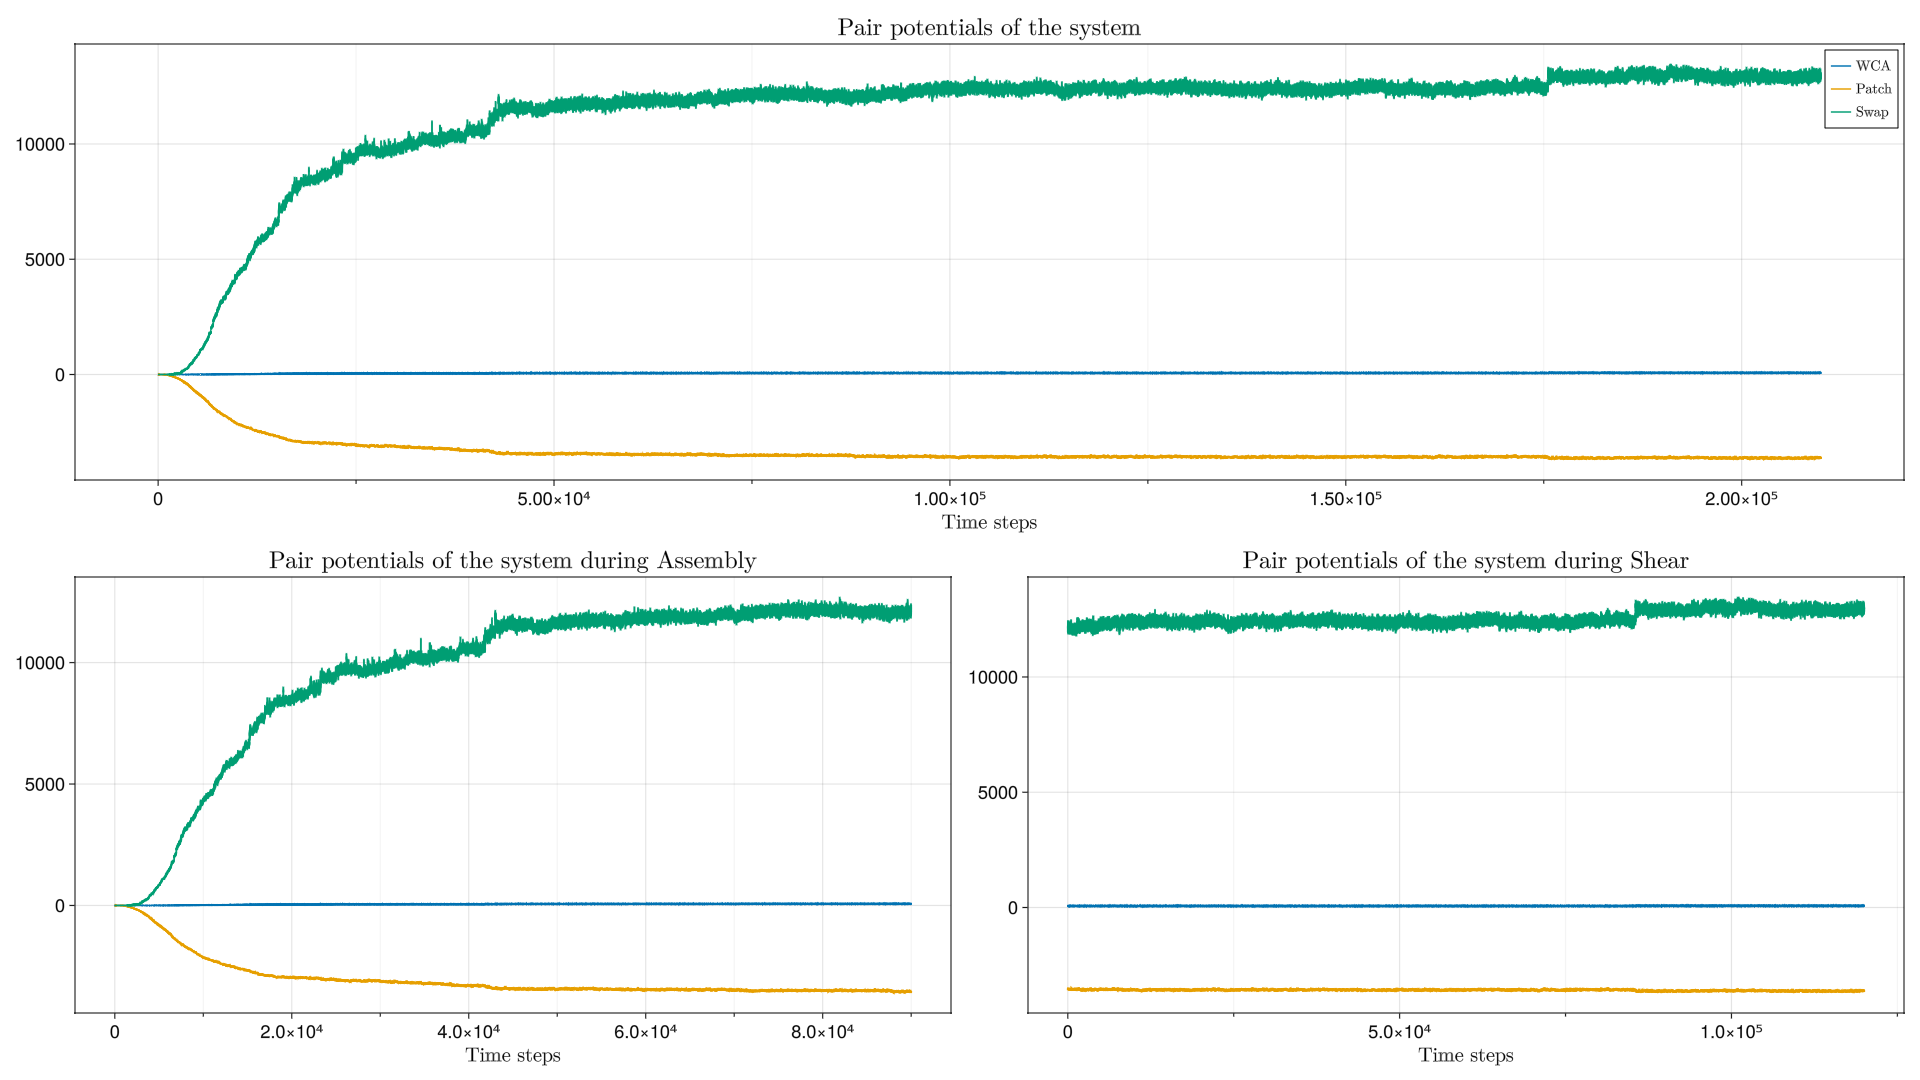 Pair potentials of the system
WCA
Patch
Swap
10000
5000
0
0
5.00×10⁴
1.00×10⁵
1.50×10⁵
2.00×10⁵
Time steps
Pair potentials of the system during Assembly
10000
5000
0
0
2.0×10⁴
4.0×10⁴
6.0×10⁴
8.0×10⁴
Time steps
Pair potentials of the system during Shear
10000
5000
0
0
5.0×10⁴
1.0×10⁵
Time steps